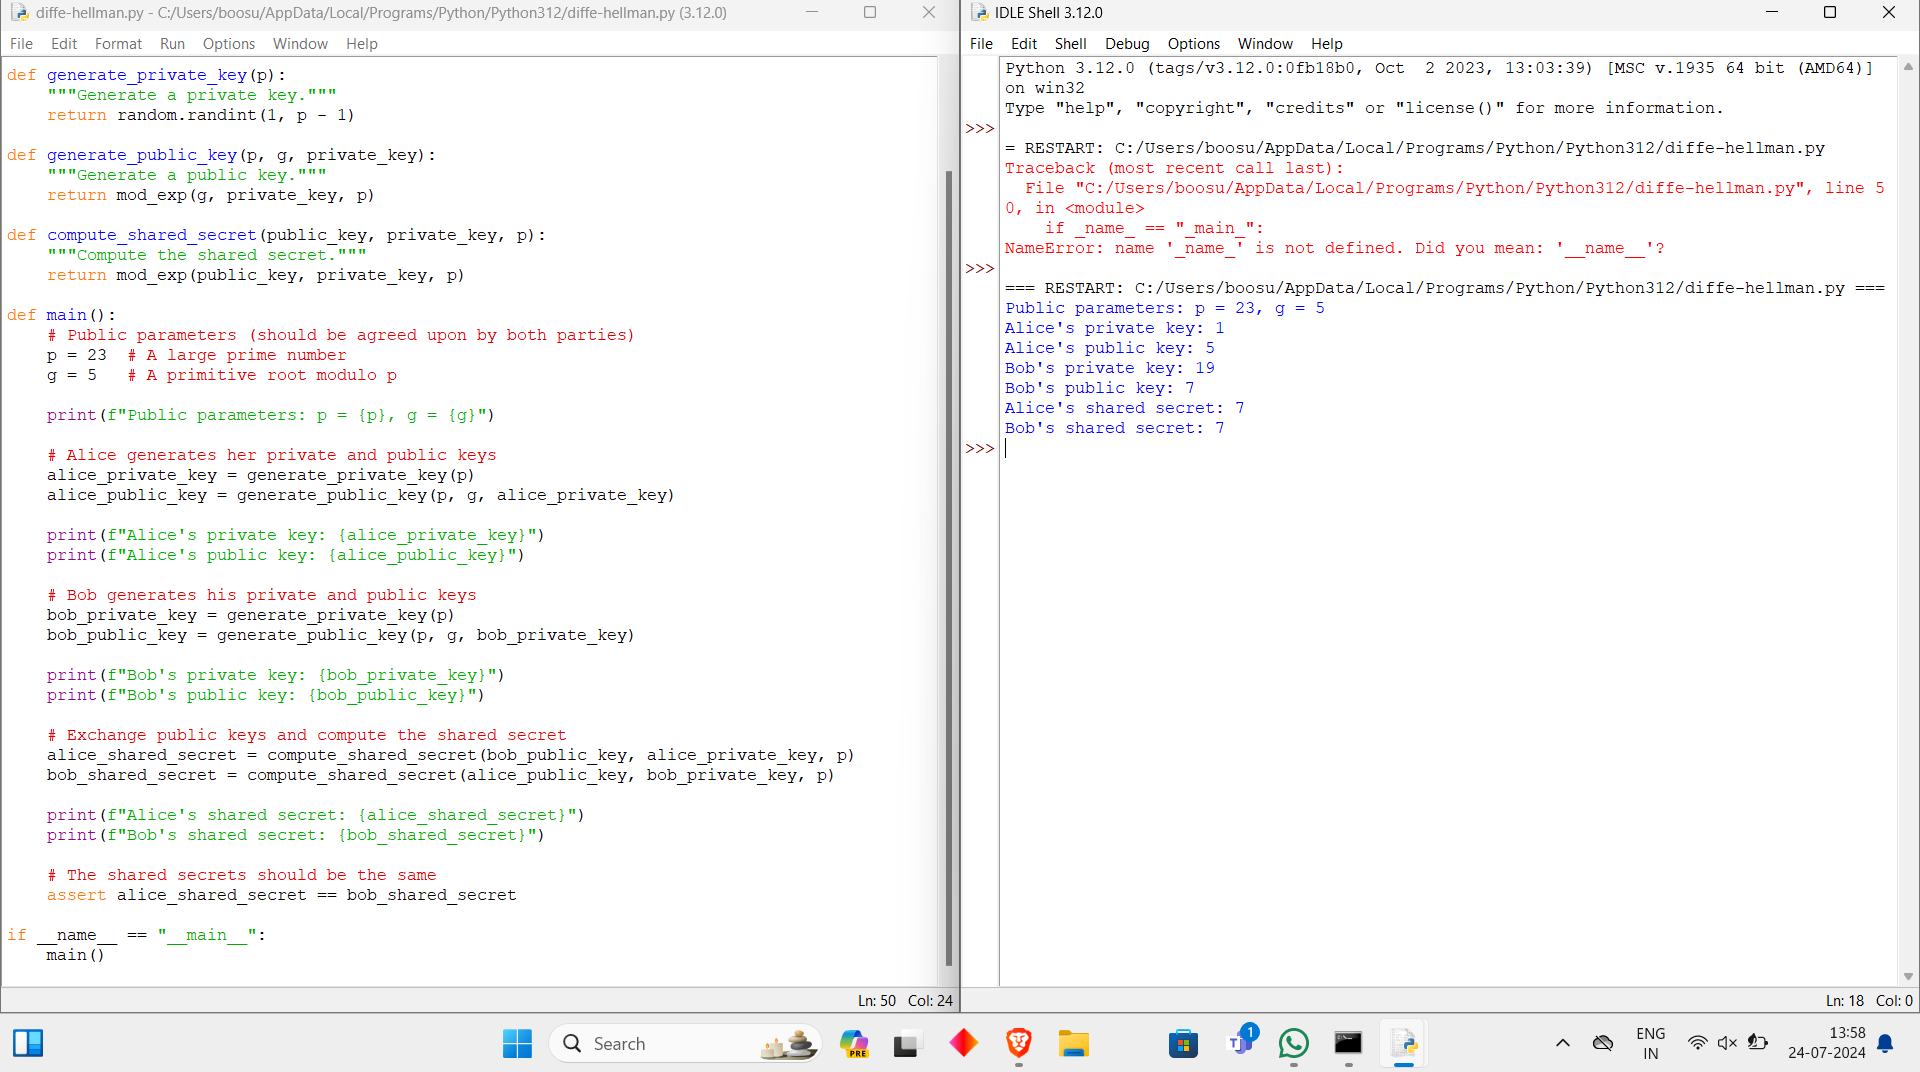 diffe-hellman.py - C:/Users/boosu/AppData/Local/Programs/Python/Python312/diffe-hellman.py (3.12.0)
File Edit Format Run Options Window Help
def generate_private_key(p):
    """Generate a private key."""
    return random.randint(1, p - 1)
def generate_public_key(p, g, private_key):
    """Generate a public key."""
    return mod_exp(g, private_key, p)
def compute_shared_secret(public_key, private_key, p):
    """Compute the shared secret."""
    return mod_exp(public_key, private_key, p)
def main():
    # Public parameters (should be agreed upon by both parties)
    p = 23  # A large prime number
    g = 5   # A primitive root modulo p
    print(f"Public parameters: p = {p}, g = {g}")
    # Alice generates her private and public keys
    alice_private_key = generate_private_key(p)
    alice_public_key = generate_public_key(p, g, alice_private_key)
    print(f"Alice's private key: {alice_private_key}")
    print(f"Alice's public key: {alice_public_key}")
    # Bob generates his private and public keys
    bob_private_key = generate_private_key(p)
    bob_public_key = generate_public_key(p, g, bob_private_key)
    print(f"Bob's private key: {bob_private_key}")
    print(f"Bob's public key: {bob_public_key}")
    # Exchange public keys and compute the shared secret
    alice_shared_secret = compute_shared_secret(bob_public_key, alice_private_key, p)
    bob_shared_secret = compute_shared_secret(alice_public_key, bob_private_key, p)
    print(f"Alice's shared secret: {alice_shared_secret}")
    print(f"Bob's shared secret: {bob_shared_secret}")
    # The shared secrets should be the same
    assert alice_shared_secret == bob_shared_secret
if __name__ == "__main__":
    main()
Ln: 50 Col: 24
IDLE Shell 3.12.0
File Edit Shell Debug Options Window Help
Python 3.12.0 (tags/v3.12.0:0fb18b0, Oct  2 2023, 13:03:39) [MSC v.1935 64 bit (AMD64)]
on win32
Type "help", "copyright", "credits" or "license()" for more information.
>>>
= RESTART: C:/Users/boosu/AppData/Local/Programs/Python/Python312/diffe-hellman.py
Traceback (most recent call last):
  File "C:/Users/boosu/AppData/Local/Programs/Python/Python312/diffe-hellman.py", line 5
0, in <module>
    if _name_ == "_main_":
NameError: name '_name_' is not defined. Did you mean: '__name__'?
>>>
=== RESTART: C:/Users/boosu/AppData/Local/Programs/Python/Python312/diffe-hellman.py ===
Public parameters: p = 23, g = 5
Alice's private key: 1
Alice's public key: 5
Bob's private key: 19
Bob's public key: 7
Alice's shared secret: 7
Bob's shared secret: 7
>>>
Ln: 18 Col: 0
Search
PRE
1
ENG
IN
13:58
24-07-2024